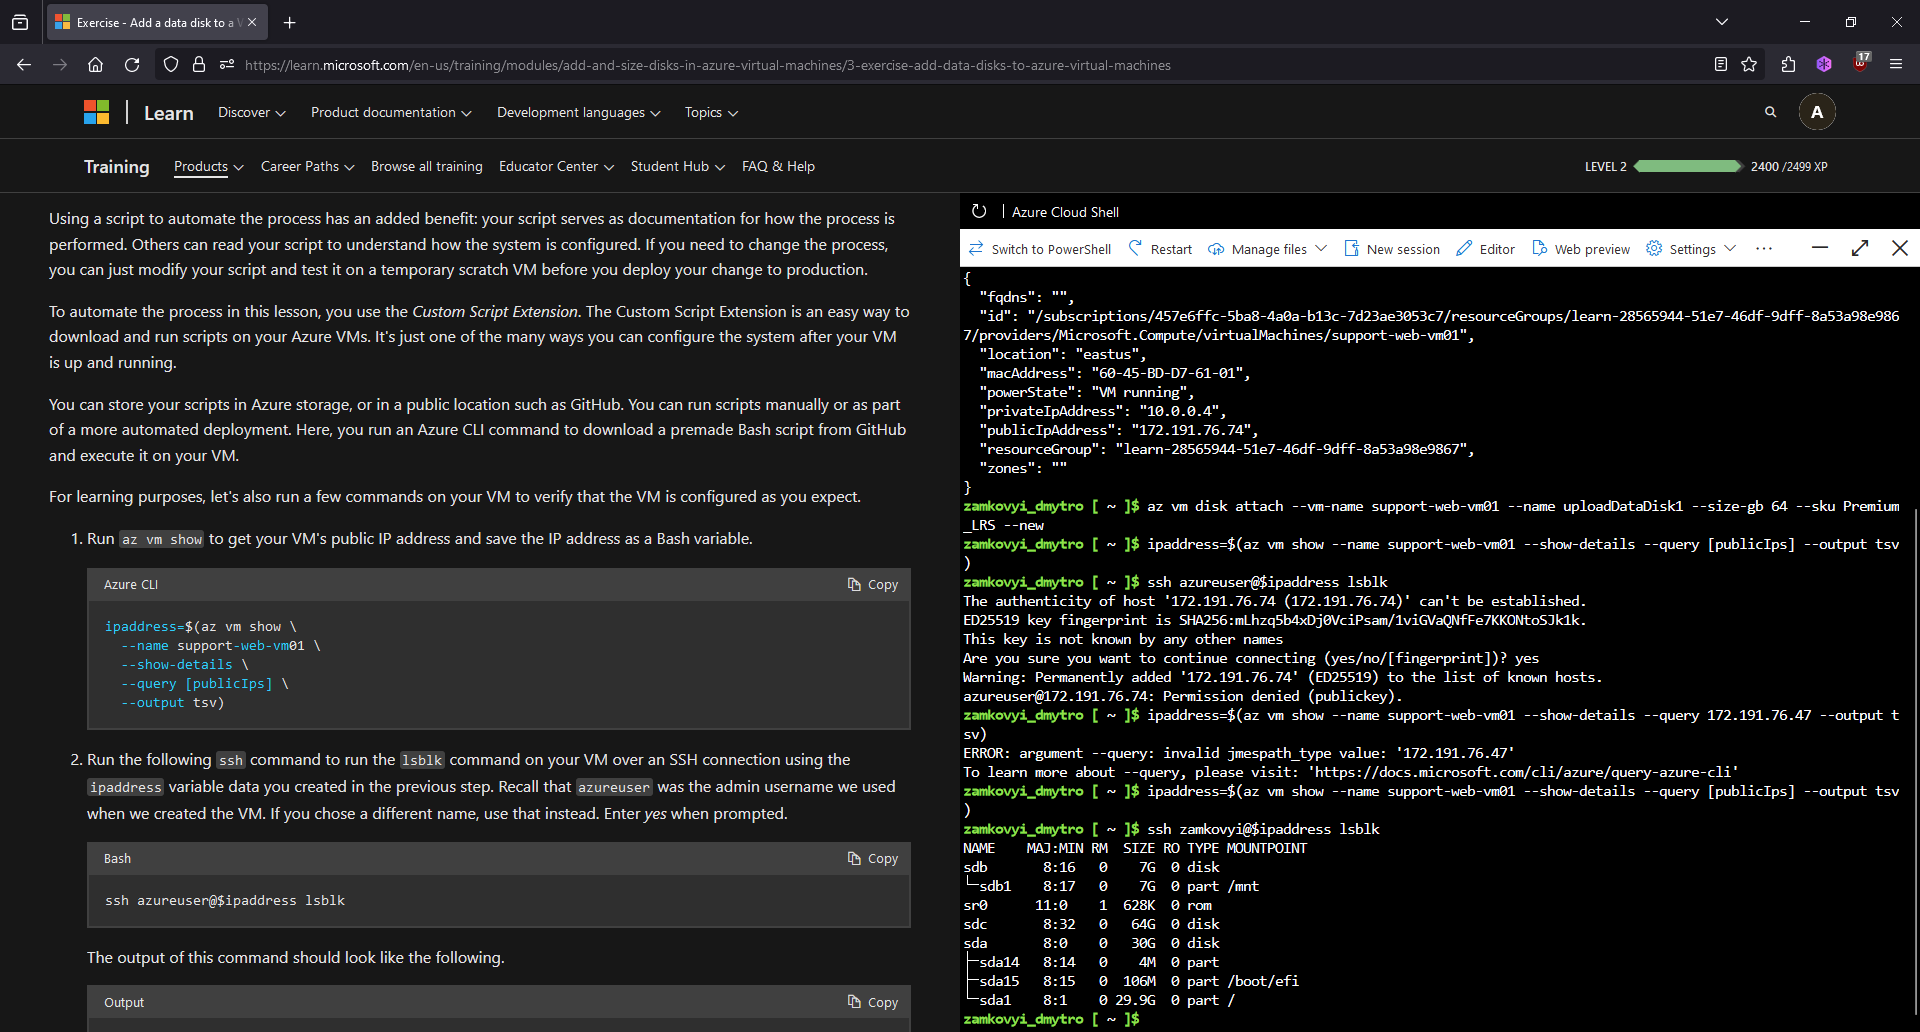 Exercise - Add a data disk to a V
https://learn.microsoft.com/en-us/training/modules/add-and-size-disks-in-azure-virtual-machines/3-exercise-add-data-disks-to-azure-virtual-machines
17
Learn Discover Product documentation Development languages Topics A
Training Products Career Paths Browse all training Educator Center Student Hub FAQ & Help LEVEL 2 2400 /2499 XP
Using a script to automate the process has an added benefit: your script serves as documentation for how the process is
performed. Others can read your script to understand how the system is configured. If you need to change the process,
you can just modify your script and test it on a temporary scratch VM before you deploy your change to production.
To automate the process in this lesson, you use the Custom Script Extension. The Custom Script Extension is an easy way to
download and run scripts on your Azure VMs. It's just one of the many ways you can configure the system after your VM
is up and running.
You can store your scripts in Azure storage, or in a public location such as GitHub. You can run scripts manually or as part
of a more automated deployment. Here, you run an Azure CLI command to download a premade Bash script from GitHub
and execute it on your VM.
For learning purposes, let's also run a few commands on your VM to verify that the VM is configured as you expect.
1. Run az vm show to get your VM's public IP address and save the IP address as a Bash variable.
Azure CLI Copy
ipaddress=$(az vm show \
--name support-web-vm01 \
--show-details \
--query [publicIps] \
--output tsv)
2. Run the following ssh command to run the lsblk command on your VM over an SSH connection using the
ipaddress variable data you created in the previous step. Recall that azureuser was the admin username we used
when we created the VM. If you chose a different name, use that instead. Enter yes when prompted.
Bash Copy
ssh azureuser@$ipaddress lsblk
The output of this command should look like the following.
Output Copy
Azure Cloud Shell
Switch to PowerShell Restart Manage files New session Editor Web preview Settings ...
{
"fqdns": "",
"id": "/subscriptions/457e6ffc-5ba8-4a0a-b13c-7d23ae3053c7/resourceGroups/learn-28565944-51e7-46df-9dff-8a53a98e986
7/providers/Microsoft.Compute/virtualMachines/support-web-vm01",
"location": "eastus",
"macAddress": "60-45-BD-D7-61-01",
"powerState": "VM running",
"privateIpAddress": "10.0.0.4",
"publicIpAddress": "172.191.76.74",
"resourceGroup": "learn-28565944-51e7-46df-9dff-8a53a98e9867",
"zones": ""
}
zamkovyi_dmytro [ ~ ]$ az vm disk attach --vm-name support-web-vm01 --name uploadDataDisk1 --size-gb 64 --sku Premium
_LRS --new
zamkovyi_dmytro [ ~ ]$ ipaddress=$(az vm show --name support-web-vm01 --show-details --query [publicIps] --output tsv
)
zamkovyi_dmytro [ ~ ]$ ssh azureuser@$ipaddress lsblk
The authenticity of host '172.191.76.74 (172.191.76.74)' can't be established.
ED25519 key fingerprint is SHA256:mLhzq5b4xDj0VciPsam/1viGVaQNfFe7KKONtoSJk1k.
This key is not known by any other names
Are you sure you want to continue connecting (yes/no/[fingerprint])? yes
Warning: Permanently added '172.191.76.74' (ED25519) to the list of known hosts.
azureuser@172.191.76.74: Permission denied (publickey).
zamkovyi_dmytro [ ~ ]$ ipaddress=$(az vm show --name support-web-vm01 --show-details --query 172.191.76.47 --output t
sv)
ERROR: argument --query: invalid jmespath_type value: '172.191.76.47'
To learn more about --query, please visit: 'https://docs.microsoft.com/cli/azure/query-azure-cli'
zamkovyi_dmytro [ ~ ]$ ipaddress=$(az vm show --name support-web-vm01 --show-details --query [publicIps] --output tsv
)
zamkovyi_dmytro [ ~ ]$ ssh zamkovyi@$ipaddress lsblk
NAME MAJ:MIN RM SIZE RO TYPE MOUNTPOINT
sdb 8:16 0 7G 0 disk
└─sdb1 8:17 0 7G 0 part /mnt
sr0 11:0 1 628K 0 rom
sdc 8:32 0 64G 0 disk
sda 8:0 0 30G 0 disk
├─sda14 8:14 0 4M 0 part
├─sda15 8:15 0 106M 0 part /boot/efi
└─sda1 8:1 0 29.9G 0 part /
zamkovyi_dmytro [ ~ ]$